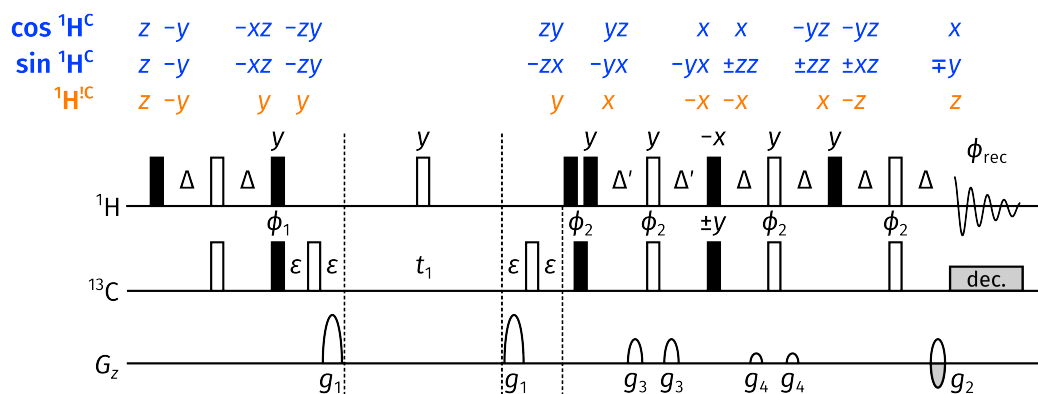 cos ¹Hᶜ z −y −xz −zy zy yz x x −yz −yz x
sin ¹Hᶜ z −y −xz −zy −zx −yx −yx ±zz ±zz ±xz ∓y
¹H^!C z −y y y y x −x −x x −z z
y y y y −x y y ϕrec
Δ Δ Δ′ Δ′ Δ Δ Δ Δ
¹H
ϕ₁ ϕ₂ ϕ₂ ±y ϕ₂ ϕ₂
ε ε t₁ ε ε
¹³C dec.
G_z
g₁ g₁ g₃ g₃ g₄ g₄ g₂